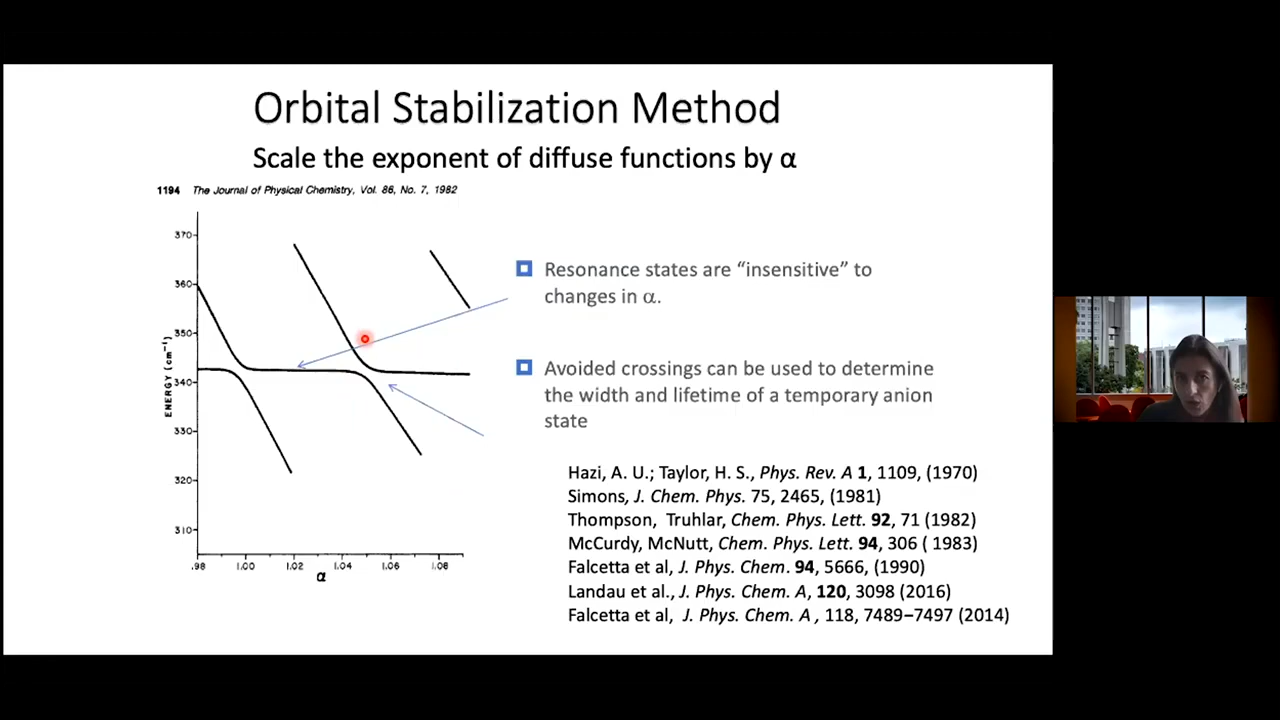 Orbital Stabilization Method
Scale the exponent of diffuse functions by α
1194 The Journal of Physical Chemistry, Vol. 86, No. 7, 1982
370
360
350
340
330
320
310
ENERGY (cm⁻¹)
.98 1.00 1.02 1.04 1.06 1.08
α
Resonance states are “insensitive” to
changes in α.
Avoided crossings can be used to determine
the width and lifetime of a temporary anion
state
Hazi, A. U.; Taylor, H. S., Phys. Rev. A 1, 1109, (1970)
Simons, J. Chem. Phys. 75, 2465, (1981)
Thompson, Truhlar, Chem. Phys. Lett. 92, 71 (1982)
McCurdy, McNutt, Chem. Phys. Lett. 94, 306 ( 1983)
Falcetta et al, J. Phys. Chem. 94, 5666, (1990)
Landau et al., J. Phys. Chem. A, 120, 3098 (2016)
Falcetta et al, J. Phys. Chem. A , 118, 7489−7497 (2014)